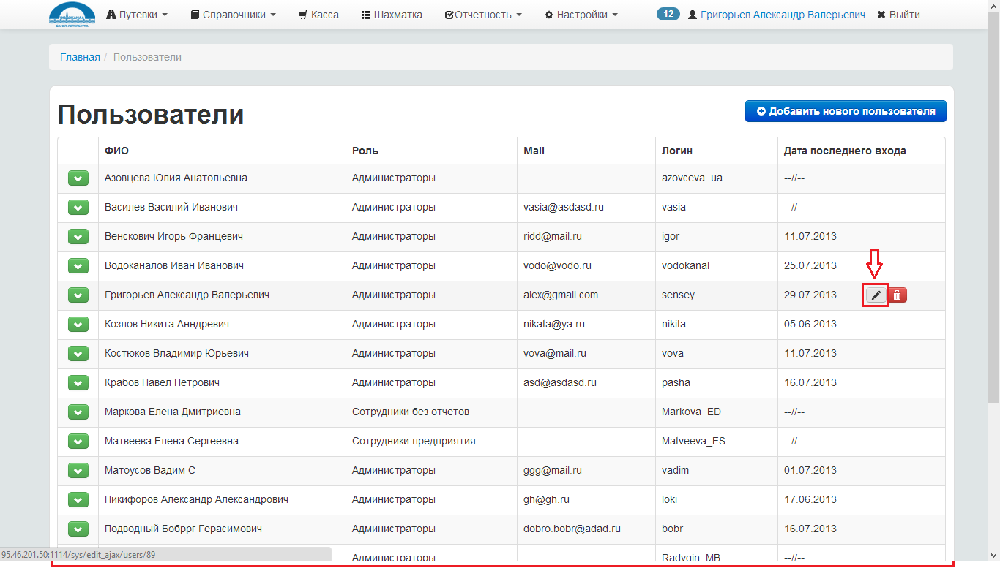 ВОДОКАНАЛ
САНКТ-ПЕТЕРБУРГА
Путевки Справочники Касса Шахматка Отчетность Настройки 12 Григорьев Александр Валерьевич Выйти
Главная / Пользователи
Пользователи Добавить нового пользователя
ФИО Роль Mail Логин Дата последнего входа
Азовцева Юлия Анатольевна Администраторы azovceva_ua --//--
Василев Василий Иванович Администраторы vasia@asdasd.ru vasia --//--
Венскович Игорь Францевич Администраторы ridd@mail.ru igor 11.07.2013
Водоканалов Иван Иванович Администраторы vodo@vodo.ru vodokanal 25.07.2013
Григорьев Александр Валерьевич Администраторы alex@gmail.com sensey 29.07.2013
Козлов Никита Анндревич Администраторы nikata@ya.ru nikita 05.06.2013
Костюков Владимир Юрьевич Администраторы vova@mail.ru vova 11.07.2013
Крабов Павел Петрович Администраторы asd@asdasd.ru pasha 16.07.2013
Маркова Елена Дмитриевна Сотрудники без отчетов Markova_ED --//--
Матвеева Елена Сергеевна Сотрудники предприятия Matveeva_ES --//--
Матоусов Вадим С Администраторы ggg@mail.ru vadim 01.07.2013
Никифоров Александр Александрович Администраторы gh@gh.ru loki 17.06.2013
Подводный Бобррг Герасимович Администраторы dobro.bobr@adad.ru bobr 16.07.2013
95.46.201.50:1114/sys/edit_ajax/users/89 Администраторы Radygin_MB --//--